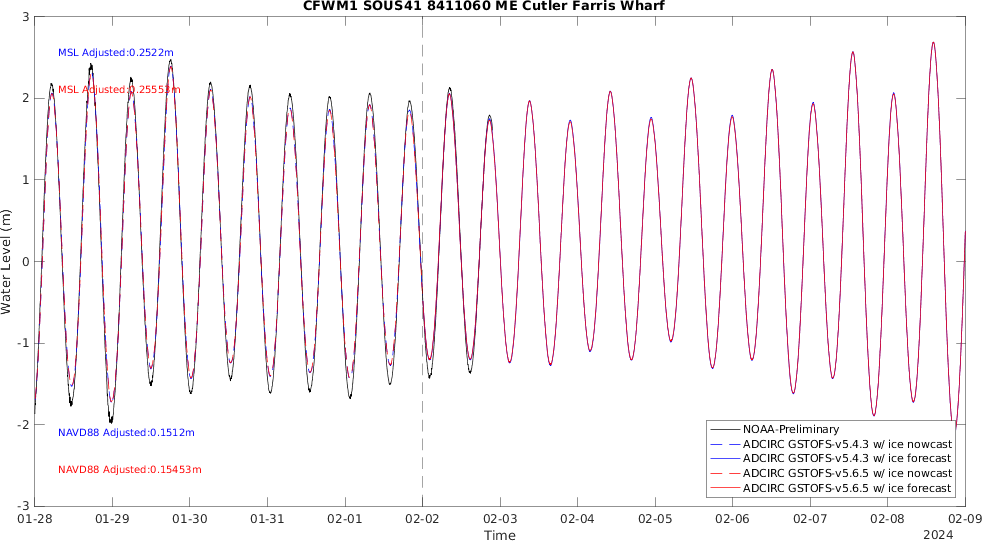 CFWM1 SOUS41 8411060 ME Cutler Farris Wharf
3
2
1
0
-1
-2
-3
Water Level (m)
MSL Adjusted:0.2522m
MSL Adjusted:0.25553m
NAVD88 Adjusted:0.1512m
NAVD88 Adjusted:0.15453m
NOAA-Preliminary
ADCIRC GSTOFS-v5.4.3 w/ ice nowcast
ADCIRC GSTOFS-v5.4.3 w/ ice forecast
ADCIRC GSTOFS-v5.6.5 w/ ice nowcast
ADCIRC GSTOFS-v5.6.5 w/ ice forecast
01-28 01-29 01-30 01-31 02-01 02-02 02-03 02-04 02-05 02-06 02-07 02-08 02-09
Time
2024